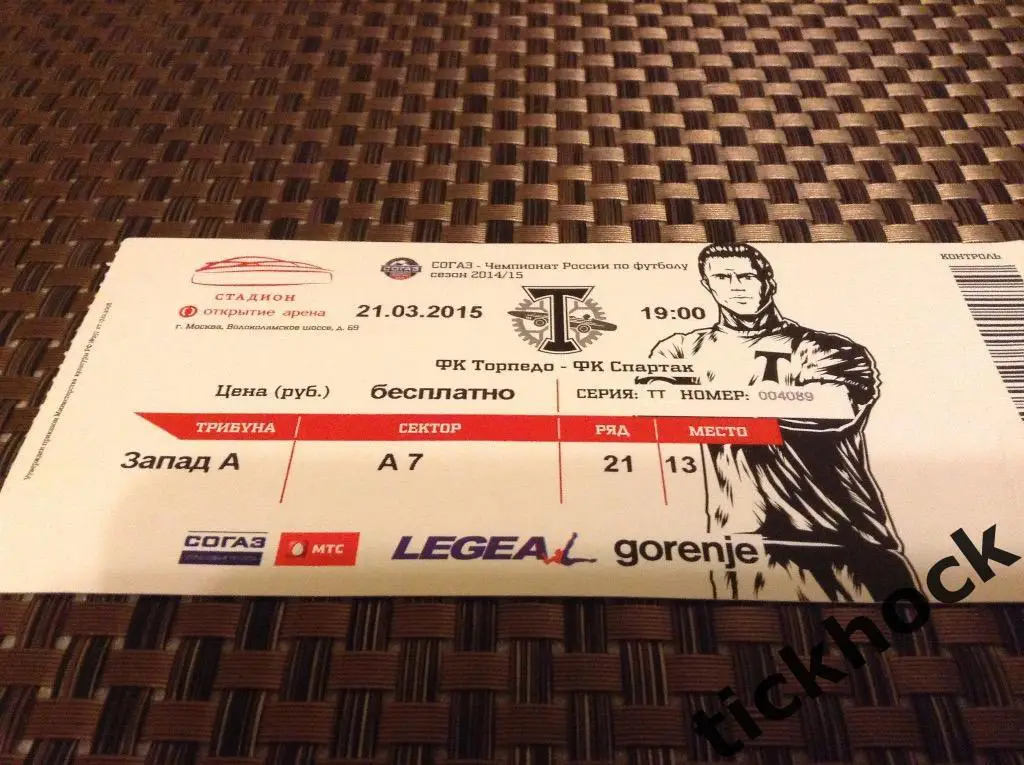 КОНТРОЛЬ
СОГАЗ
СОГАЗ - Чемпионат России по футболу
сезон 2014/15
СТАДИОН
открытие арена
г. Москва, Волоколамское шоссе, д. 69
21.03.2015
Т
19:00
ФК Торпедо - ФК Спартак
Цена (руб.) бесплатно
СЕРИЯ: ТТ НОМЕР: 004089
ТРИБУНА СЕКТОР РЯД МЕСТО
Запад А А 7 21 13
СОГАЗ
МТС
LEGEA
gorenje
Т
tickhock